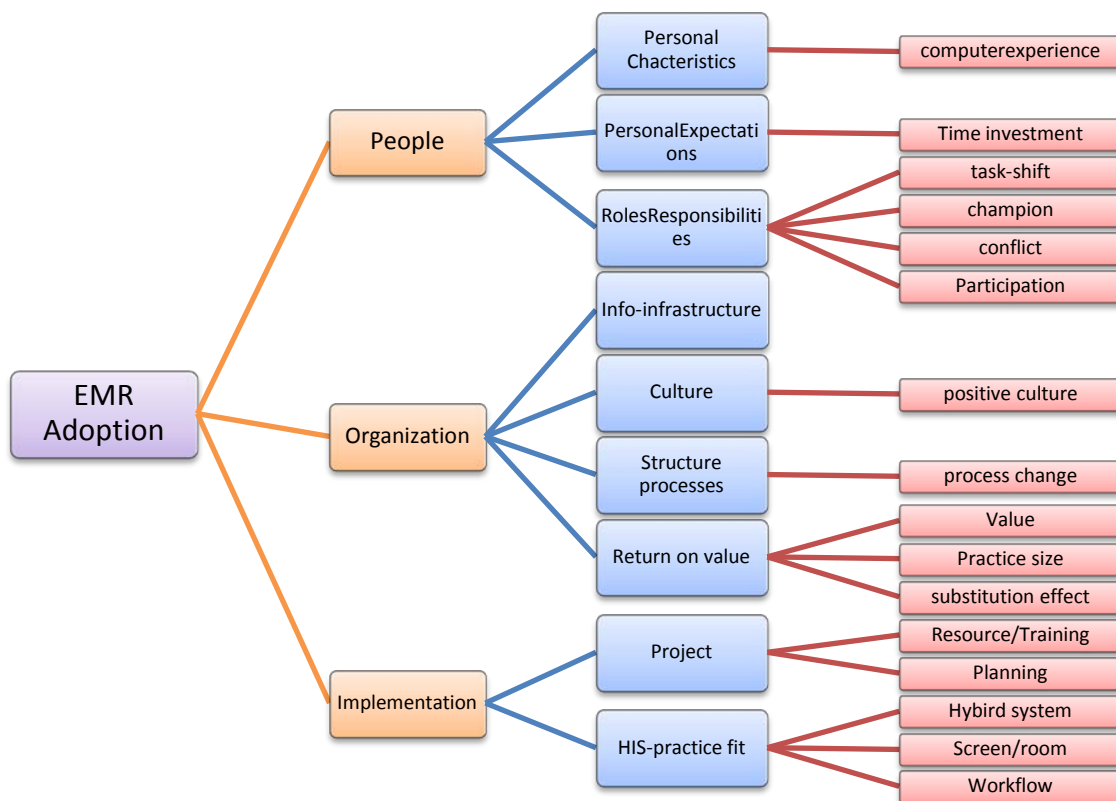 EMR
Adoption
People
Personal
Chacteristics
computerexperience
PersonalExpectati
ons
Time investment
RolesResponsibiliti
es
task-shift
champion
conflict
Participation
Organization
Info-infrastructure
Culture
positive culture
Structure
processes
process change
Return on value
Value
Practice size
substitution effect
Implementation
Project
Resource/Training
Planning
HIS-practice fit
Hybird system
Screen/room
Workflow